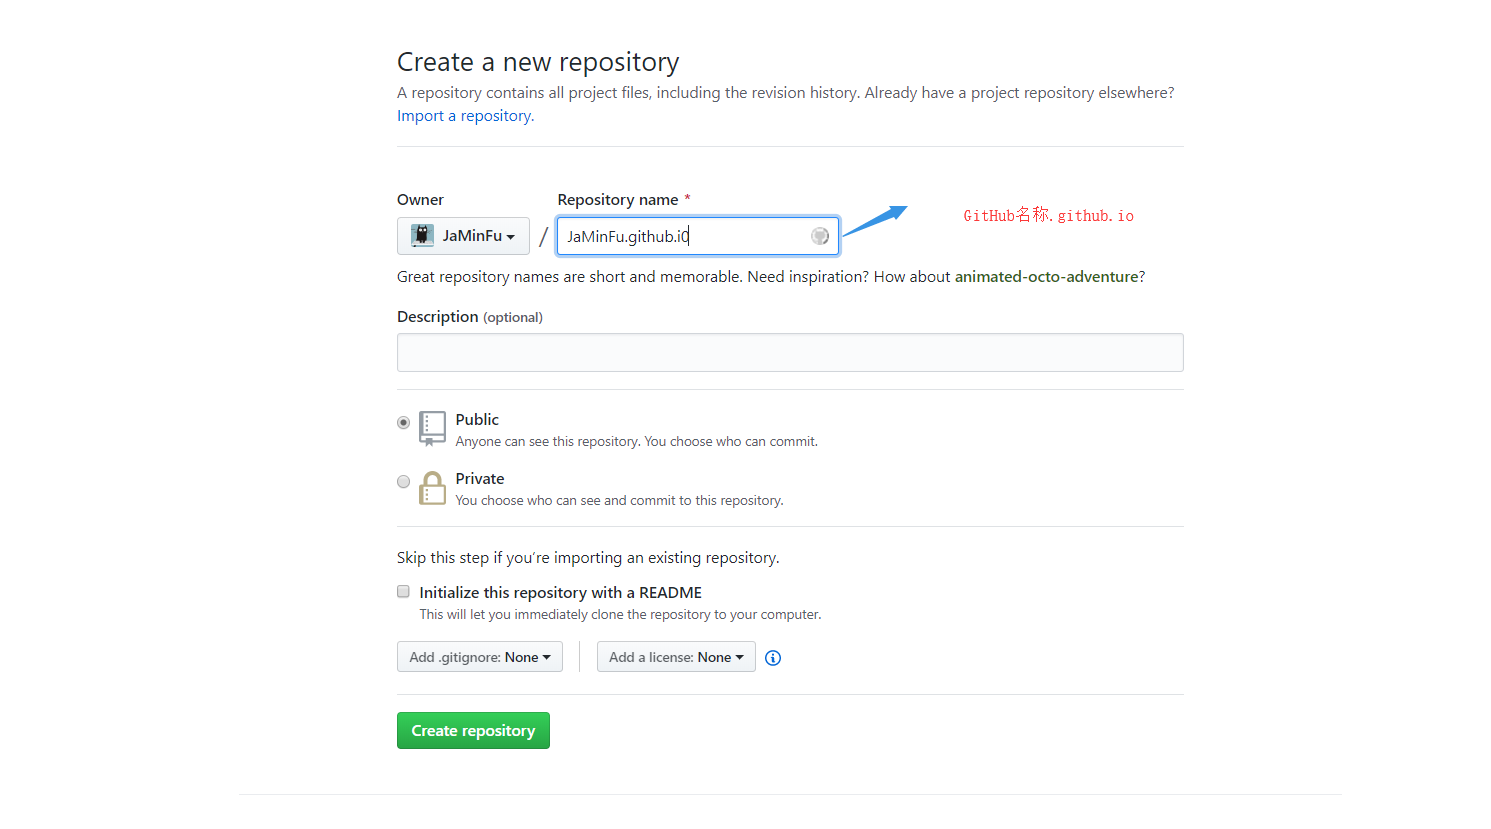 Create a new repository
A repository contains all project files, including the revision history. Already have a project repository elsewhere?
Import a repository.
Owner
Repository name *
JaMinFu / JaMinFu.github.i0
GitHub名称.github.io
Great repository names are short and memorable. Need inspiration? How about animated-octo-adventure?
Description (optional)
Public
Anyone can see this repository. You choose who can commit.
Private
You choose who can see and commit to this repository.
Skip this step if you’re importing an existing repository.
Initialize this repository with a README
This will let you immediately clone the repository to your computer.
Add .gitignore: None
Add a license: None
Create repository